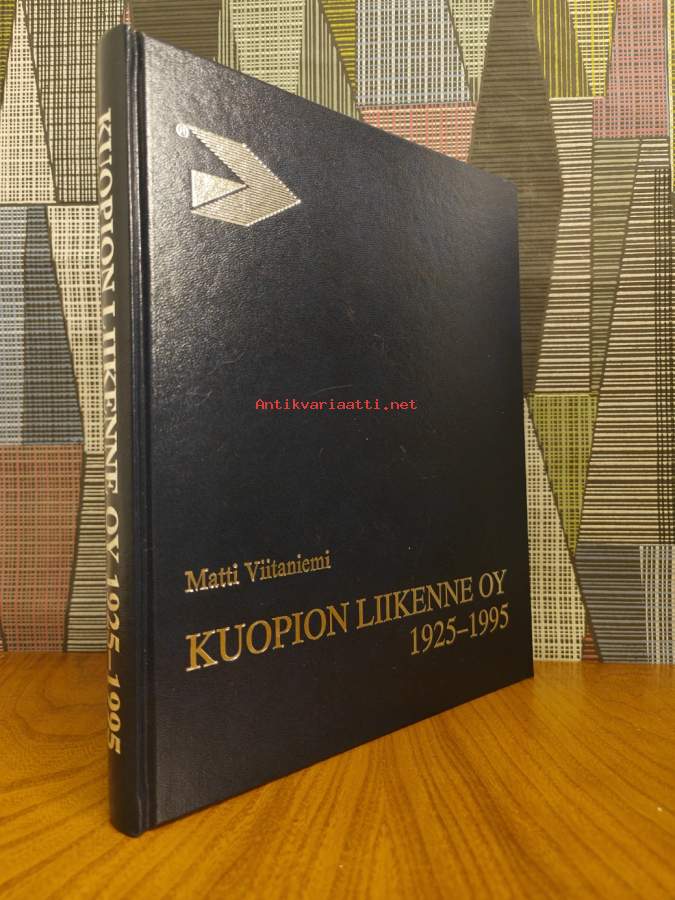 KUOPION LIIKENNE OY 1925–1995
®
Antikvariaatti.net
Matti Viitaniemi
KUOPION LIIKENNE OY
1925–1995